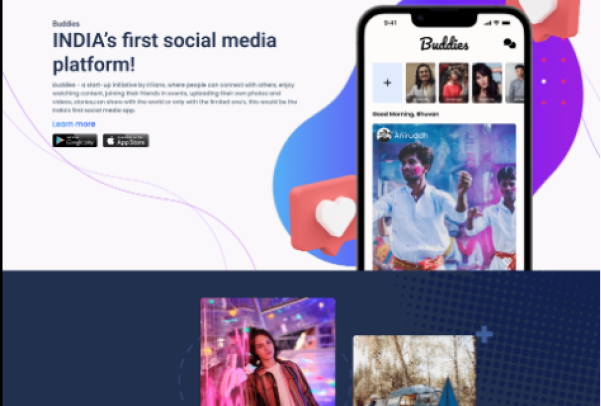 Buddies
INDIA's first social media
platform!
Buddies - a start-up initiative by IITians, where people can connect with others, enjoy
watching content, joining their friends in events, uploading their own photos and
videos, stories,can share with the world or only with the limited one's, this would be the
India's first social media app.
Learn more
Google play
App Store
9:41
Buddies
+
Good Morning, Bhuvan
Aniruddh